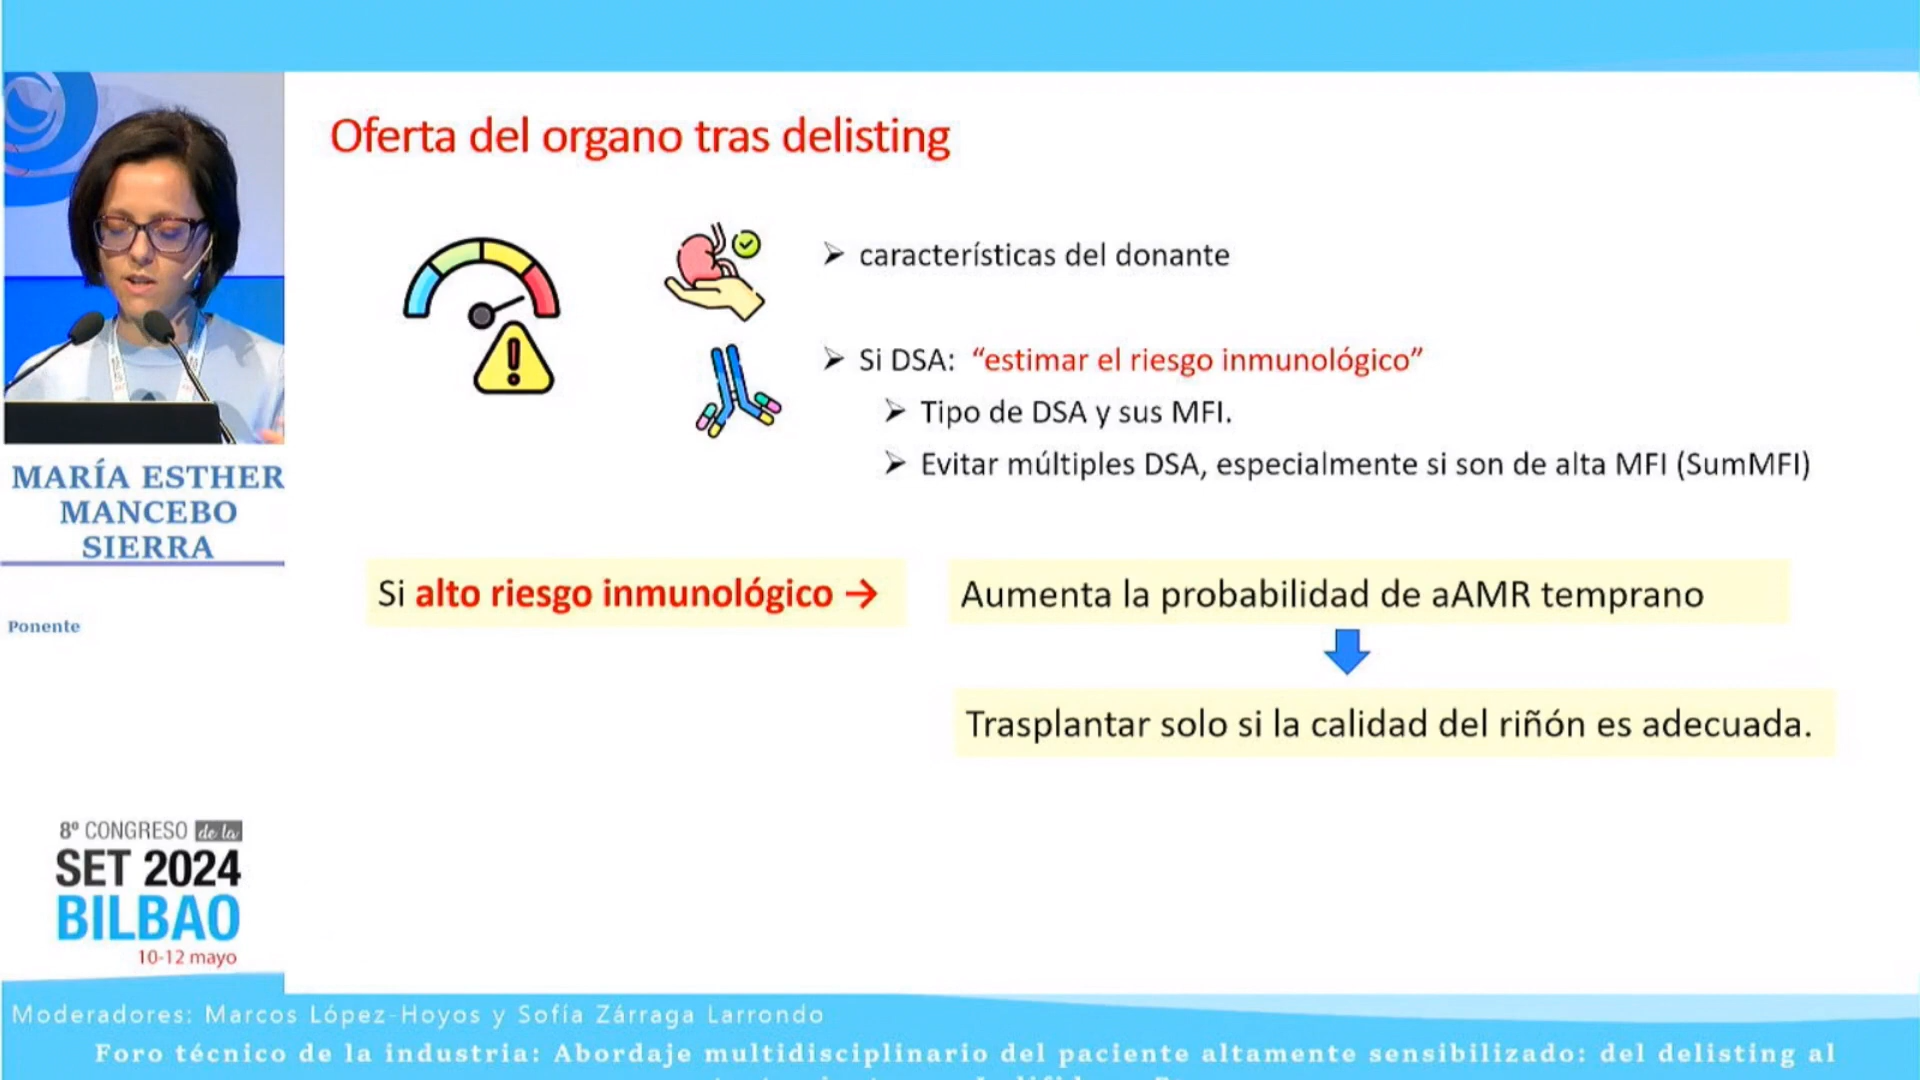 Oferta del organo tras delisting
➢ características del donante
➢ Si DSA: “estimar el riesgo inmunológico”
➢ Tipo de DSA y sus MFI.
➢ Evitar múltiples DSA, especialmente si son de alta MFI (SumMFI)
Si alto riesgo inmunológico →
Aumenta la probabilidad de aAMR temprano
Trasplantar solo si la calidad del riñón es adecuada.
MARÍA ESTHER
MANCEBO
SIERRA
Ponente
8º CONGRESO de la
SET 2024
BILBAO
10-12 mayo
Moderadores: Marcos López-Hoyos y Sofía Zárraga Larrondo
Foro técnico de la industria: Abordaje multidisciplinario del paciente altamente sensibilizado: del delisting al